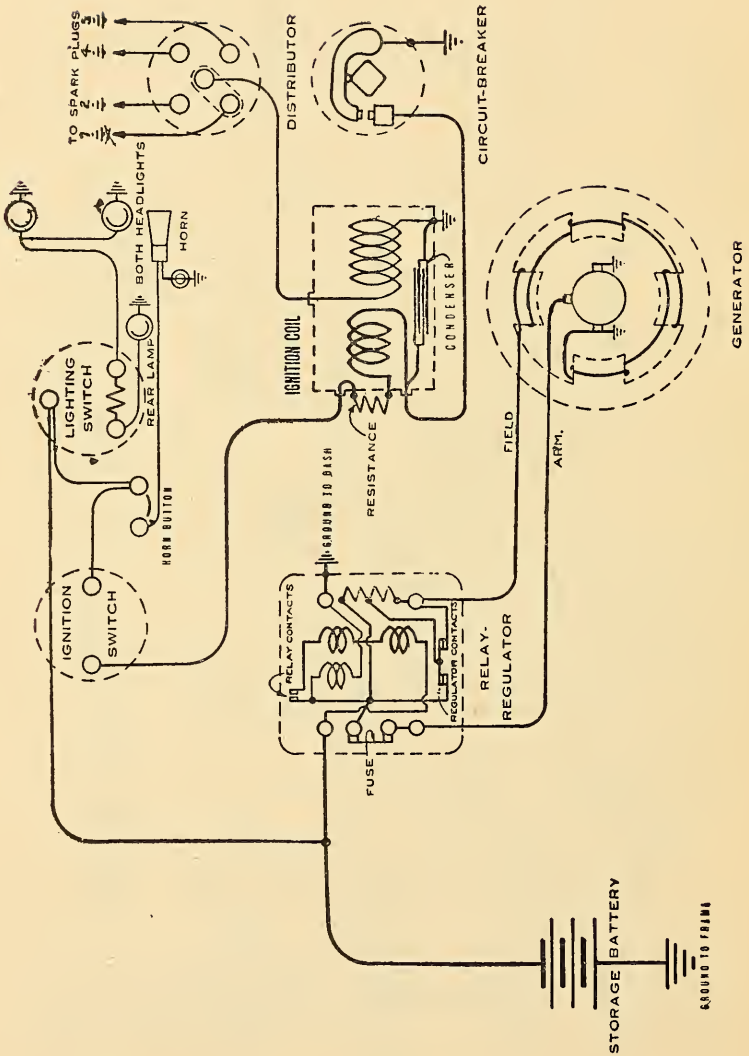 TO SPARK PLUGS
1
2
4
3
DISTRIBUTOR
CIRCUIT-BREAKER
BOTH HEADLIGHTS
HORN
REAR LAMP
LIGHTING
SWITCH
HORN BUTTON
IGNITION
SWITCH
IGNITION COIL
CONDENSER
RESISTANCE
GROUND TO DASH
RELAY CONTACTS
REGULATOR CONTACTS
RELAY-
REGULATOR
FUSE
FIELD
ARM.
GENERATOR
STORAGE BATTERY
GROUND TO FRAME